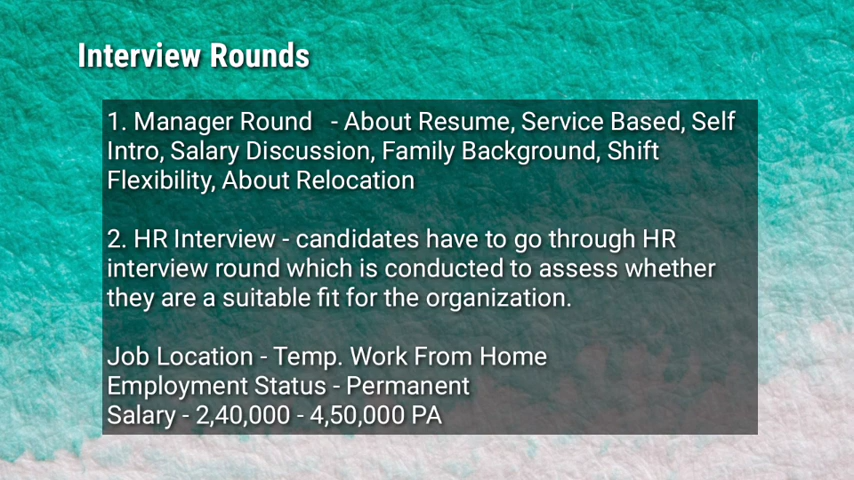 Interview Rounds
1. Manager Round - About Resume, Service Based, Self
Intro, Salary Discussion, Family Background, Shift
Flexibility, About Relocation
2. HR Interview - candidates have to go through HR
interview round which is conducted to assess whether
they are a suitable fit for the organization.
Job Location - Temp. Work From Home
Employment Status - Permanent
Salary - 2,40,000 - 4,50,000 PA